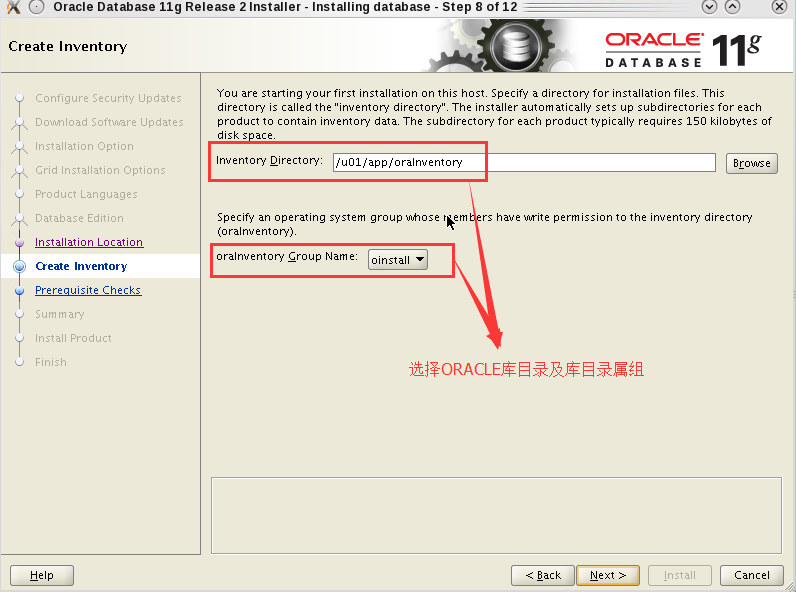 Oracle Database 11g Release 2 Installer - Installing database - Step 8 of 12
Create Inventory
ORACLE
DATABASE
11g
Configure Security Updates
Download Software Updates
Installation Option
Grid Installation Options
Product Languages
Database Edition
Installation Location
Create Inventory
Prerequisite Checks
Summary
Install Product
Finish
You are starting your first installation on this host. Specify a directory for installation files. This
directory is called the "inventory directory". The installer automatically sets up subdirectories for each
product to contain inventory data. The subdirectory for each product typically requires 150 kilobytes of
disk space.
Inventory Directory: /u01/app/oraInventory Browse
Specify an operating system group whose members have write permission to the inventory directory
(oraInventory).
oraInventory Group Name: oinstall
选择ORACLE库目录及库目录属组
Help < Back Next > Install Cancel